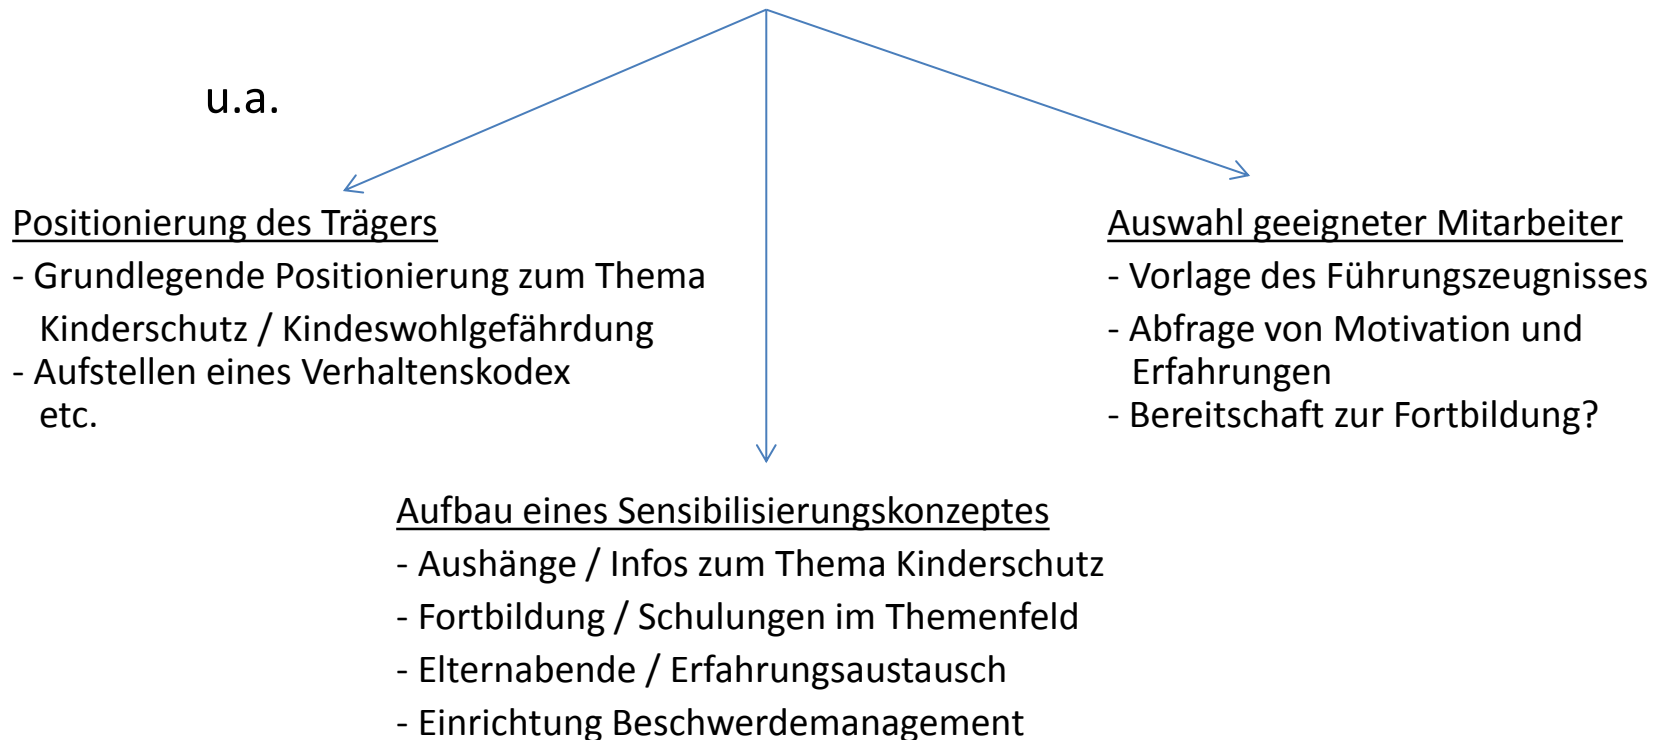 u.a.
Positionierung des Trägers
- Grundlegende Positionierung zum Thema
Kinderschutz / Kindeswohlgefährdung
- Aufstellen eines Verhaltenskodex
etc.
Auswahl geeigneter Mitarbeiter
- Vorlage des Führungszeugnisses
- Abfrage von Motivation und
Erfahrungen
- Bereitschaft zur Fortbildung?
Aufbau eines Sensibilisierungskonzeptes
- Aushänge / Infos zum Thema Kinderschutz
- Fortbildung / Schulungen im Themenfeld
- Elternabende / Erfahrungsaustausch
- Einrichtung Beschwerdemanagement